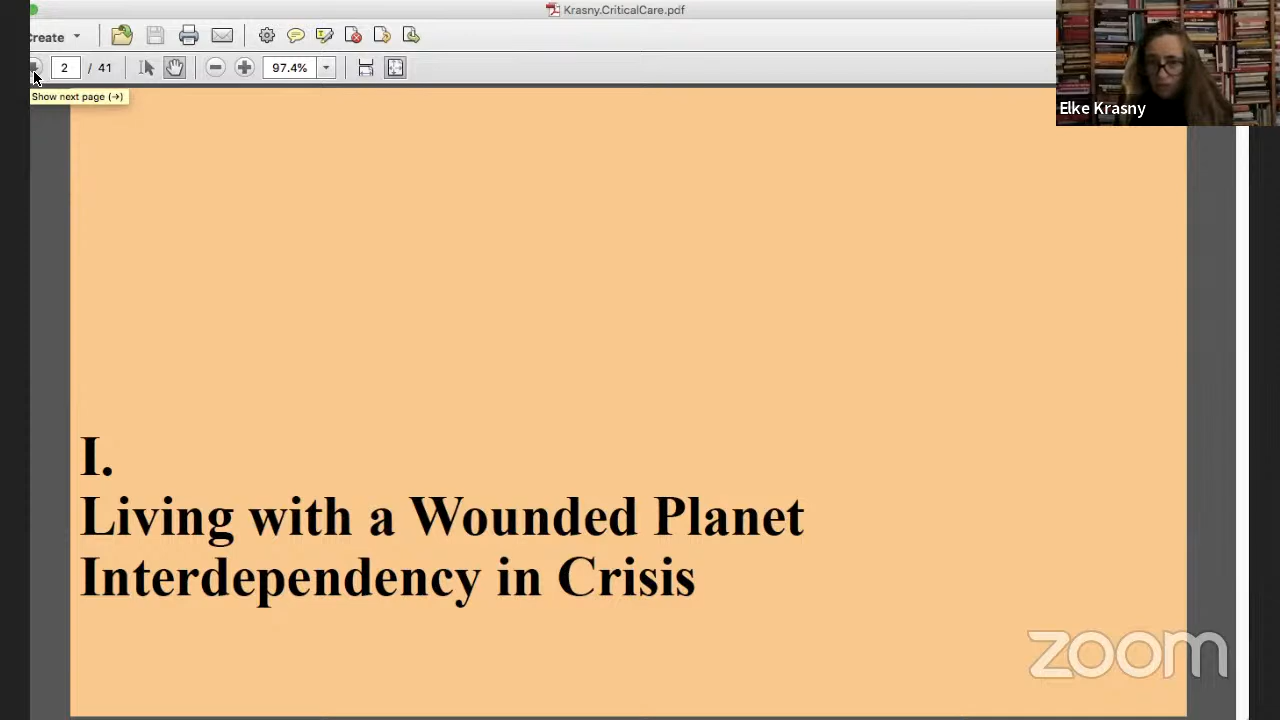 Krasny.CriticalCare.pdf
Create
2 / 41
97.4%
Show next page (→)
Elke Krasny
I.
Living with a Wounded Planet
Interdependency in Crisis
zoom